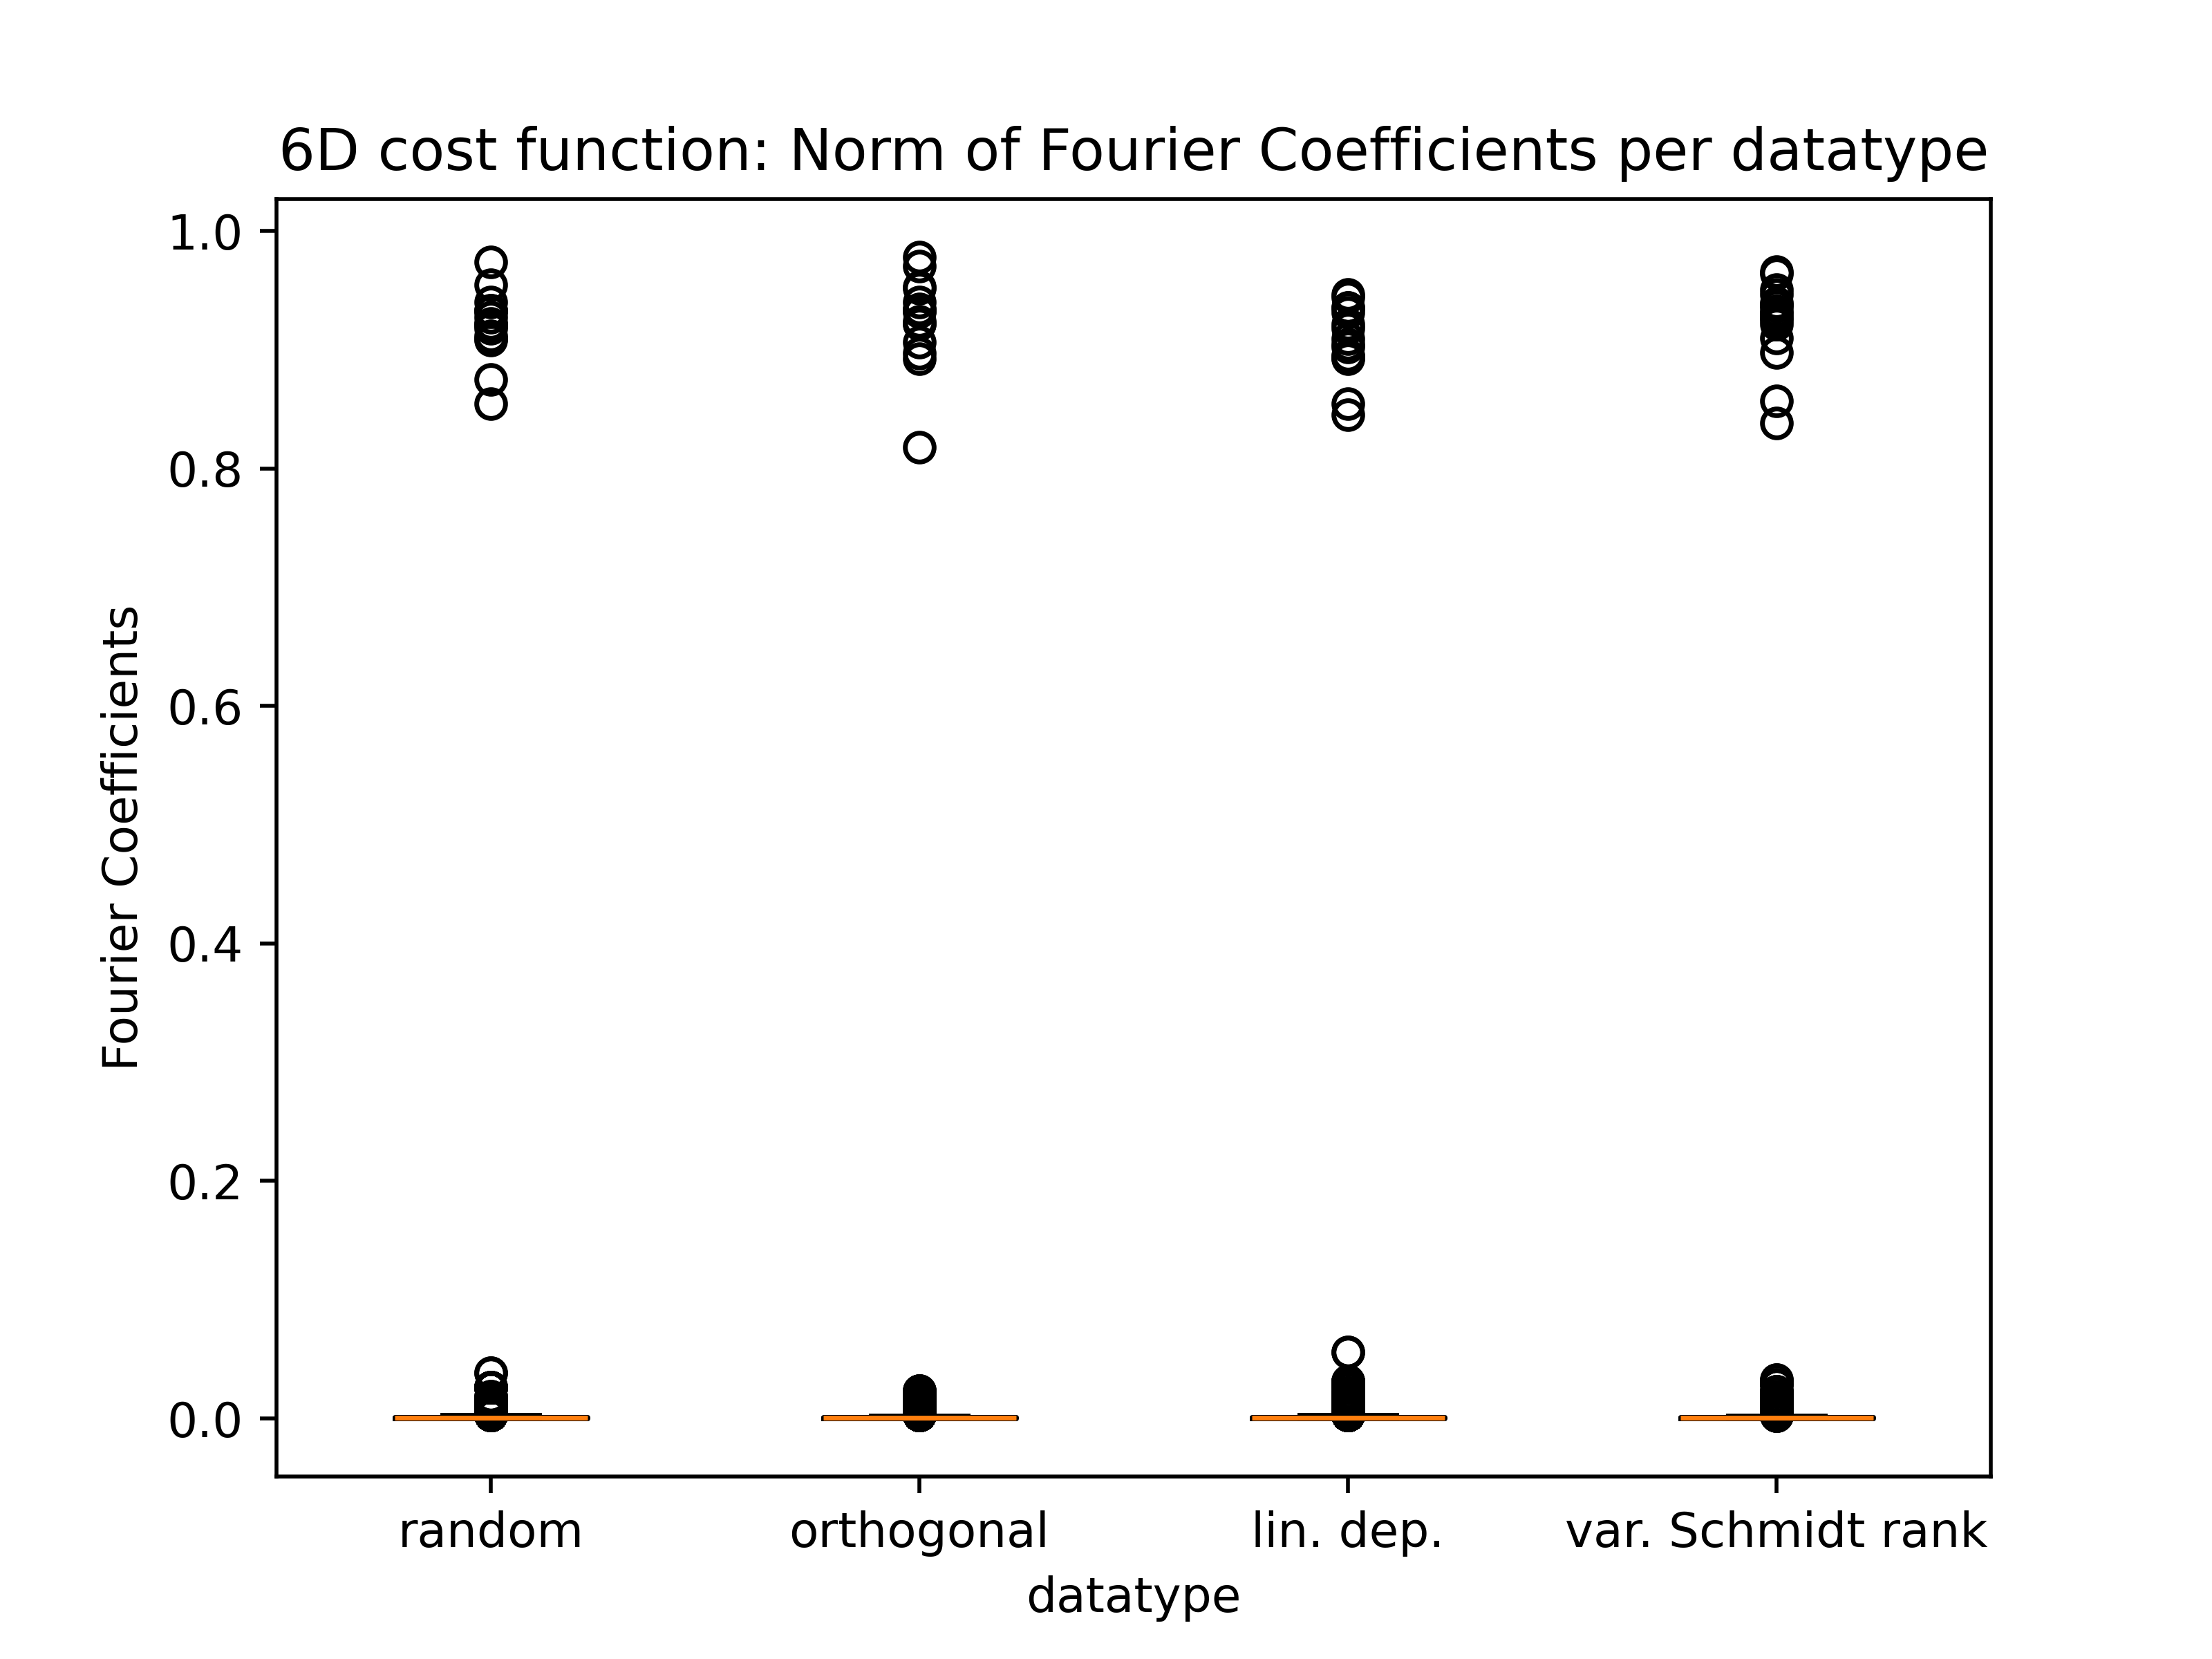 6D cost function: Norm of Fourier Coefficients per datatype
1.0
0.8
0.6
0.4
0.2
0.0
Fourier Coefficients
random
orthogonal
lin. dep.
var. Schmidt rank
datatype